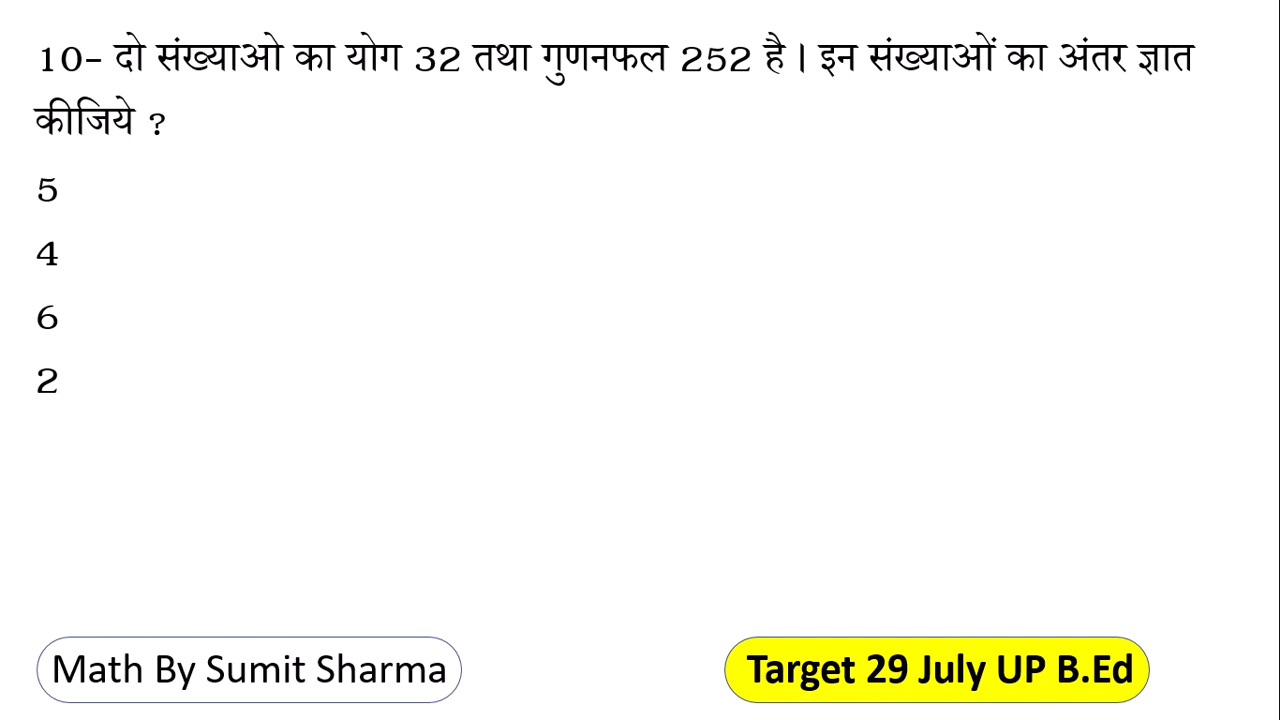 10- दो संख्याओ का योग 32 तथा गुणनफल 252 है । इन संख्याओं का अंतर ज्ञात
कीजिये ?
5
4
6
2
Math By Sumit Sharma
Target 29 July UP B.Ed